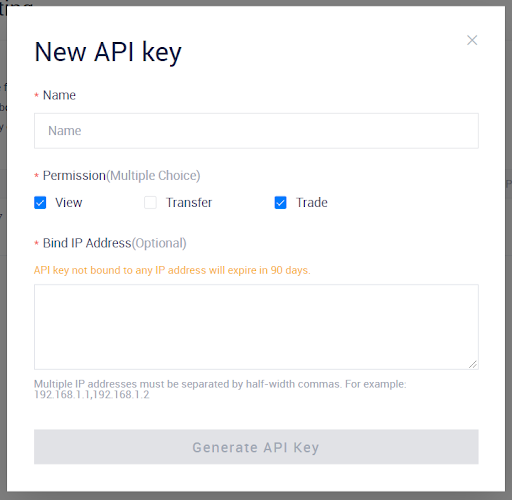 New API key
* Name
Name
* Permission(Multiple Choice)
View Transfer Trade
* Bind IP Address(Optional)
API key not bound to any IP address will expire in 90 days.
Multiple IP addresses must be separated by half-width commas. For example:
192.168.1.1,192.168.1.2
Generate API Key